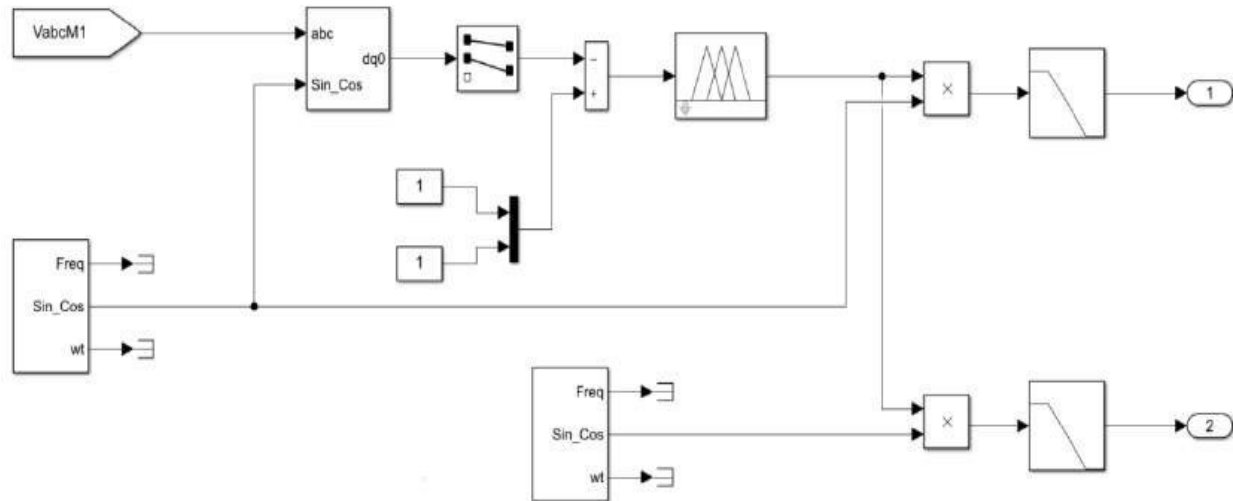 VabcM1
abc
dq0
Sin_Cos
−
+
×
1
1
1
Freq
Sin_Cos
wt
Freq
Sin_Cos
wt
×
2